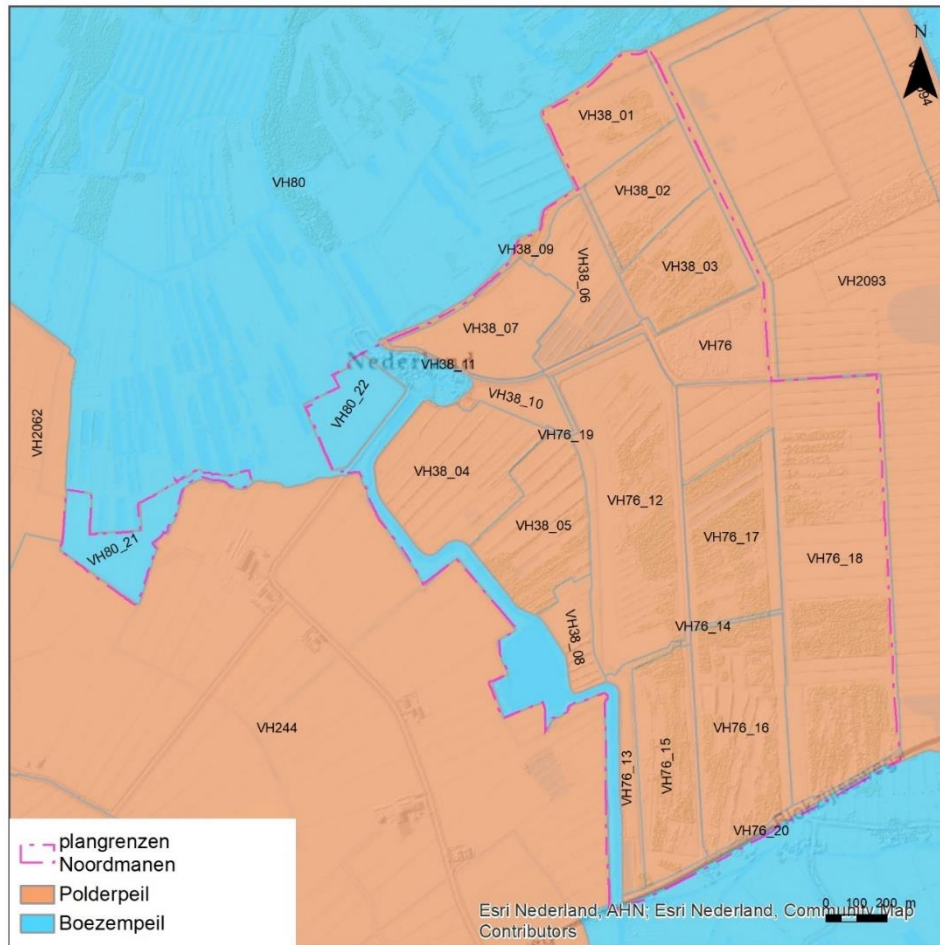 N
VH38_01
VH80
VH38_02
VH38_09
VH38_06
VH38_03
VH2093
VH38_07
VH76
Nederland
VH38_11
VH80_22
VH38_10
VH2062
VH76_19
VH38_04
VH76_12
VH38_05
VH76_17
VH76_18
VH80_21
VH76_14
VH38_08
VH244
VH76_16
VH76_15
VH76_13
Blokzijlseweg
VH76_20
plangrenzen
Noordmanen
Polderpeil
Boezempeil
0 100 200 m
Esri Nederland, AHN; Esri Nederland, Community Map
Contributors